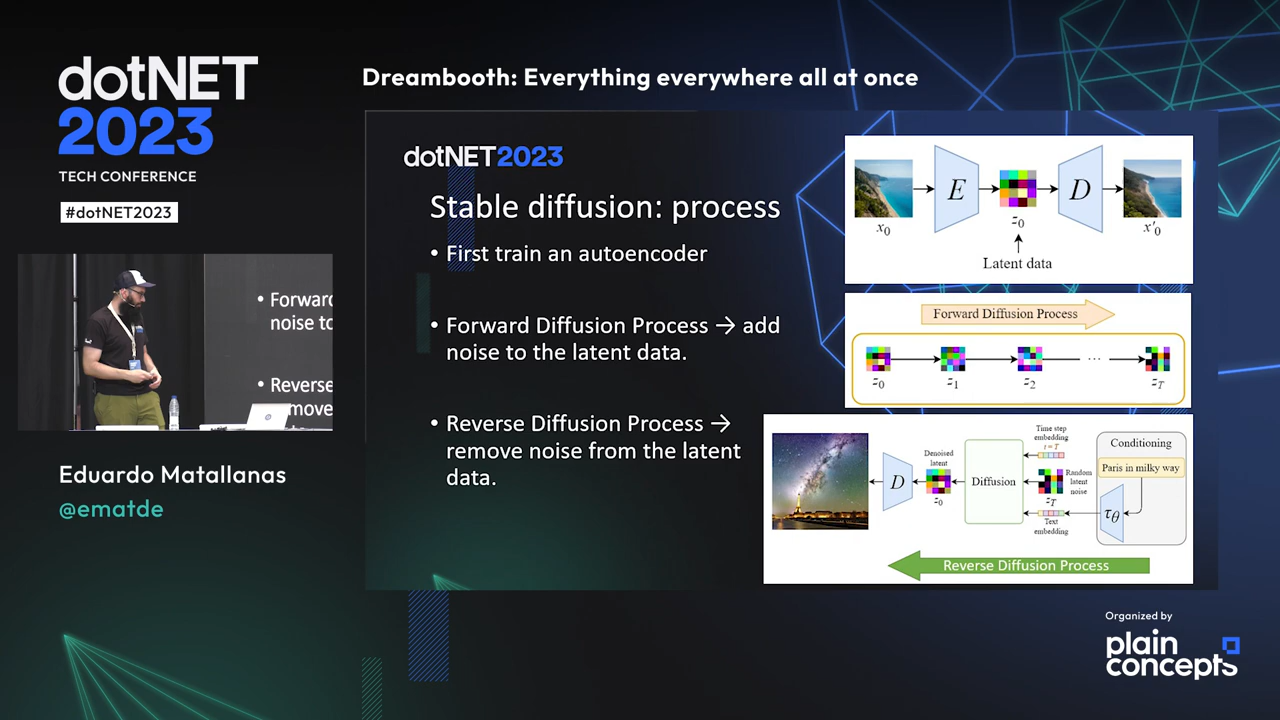 dotNET
2023
TECH CONFERENCE
#dotNET2023
Dreambooth: Everything everywhere all at once
dotNET2023
Stable diffusion: process
• First train an autoencoder
• Forward Diffusion Process → add
noise to the latent data.
• Reverse Diffusion Process →
remove noise from the latent
data.
E
D
x₀
z₀
x'₀
Latent data
Forward Diffusion Process
z₀
z₁
z₂
...
z_T
Time step
embedding
t = T
Conditioning
Paris in milky way
Denoised
latent
D
z₀
Diffusion
Random
latent
noise
z_T
τθ
Text
embedding
Reverse Diffusion Process
• Forward
noise to
• Reverse
move
Eduardo Matallanas
@ematde
Organized by
plain
concepts